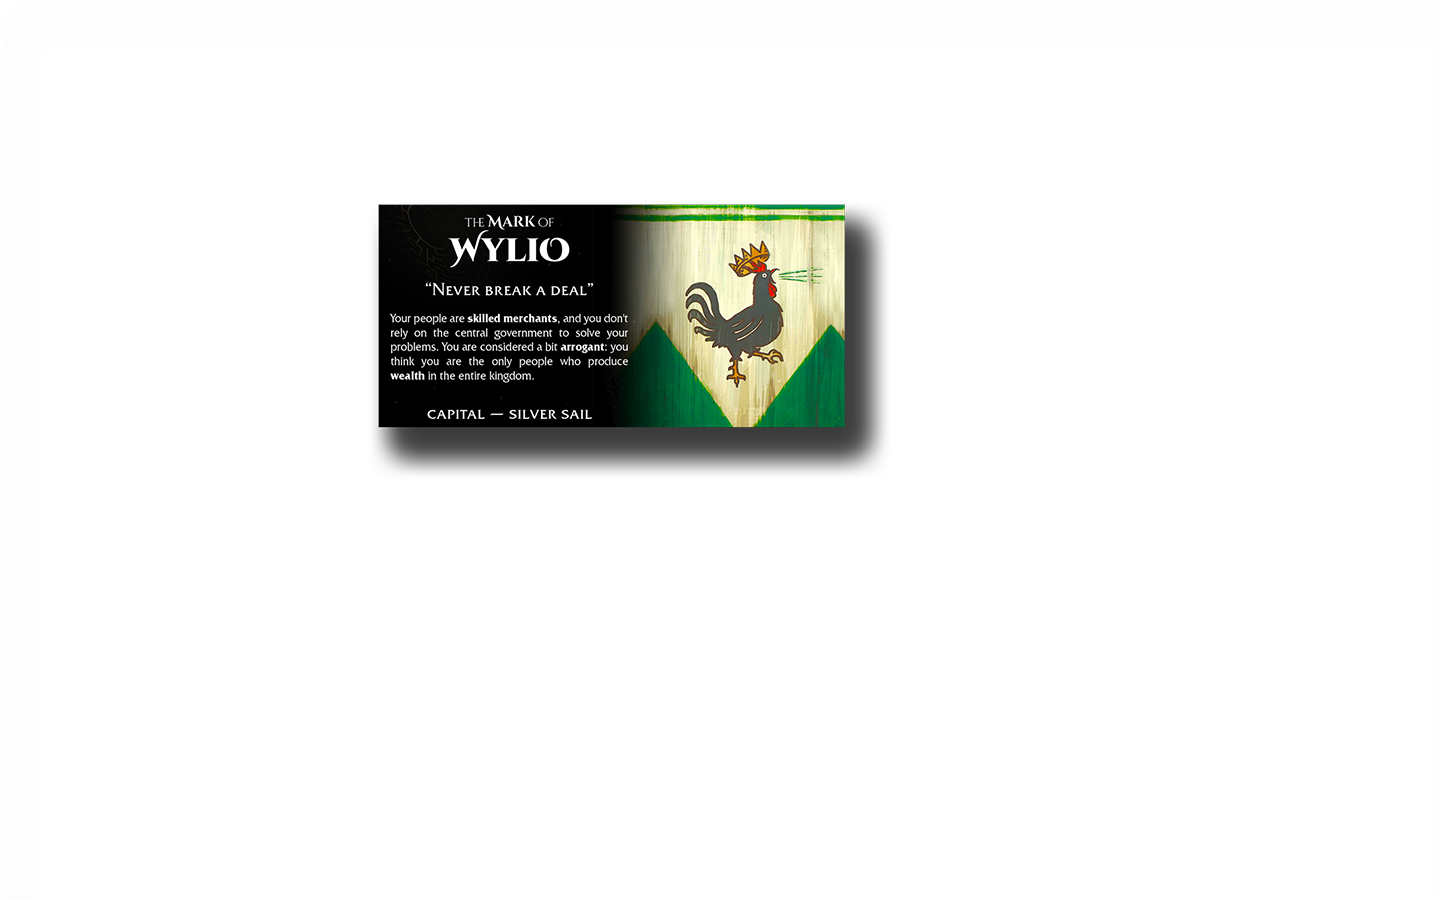 THE MARK OF
WYLIO
“NEVER BREAK A DEAL”
Your people are skilled merchants, and you don't
rely on the central government to solve your
problems. You are considered a bit arrogant: you
think you are the only people who produce
wealth in the entire kingdom.
CAPITAL — SILVER SAIL